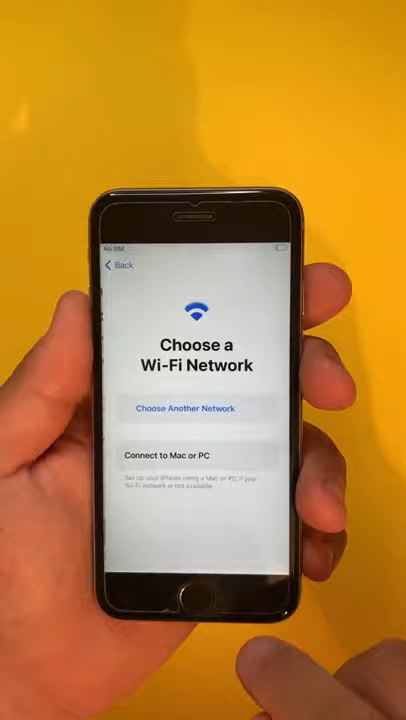 No SIM
Back
Choose a
Wi-Fi Network
Choose Another Network
Connect to Mac or PC
Set up your iPhone using a Mac or PC if your
Wi-Fi network is not available.